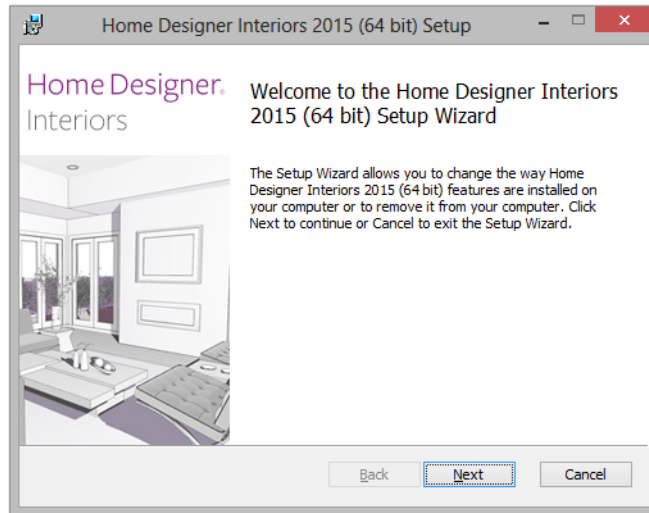 Home Designer Interiors 2015 (64 bit) Setup
Home Designer®
Interiors
Welcome to the Home Designer Interiors
2015 (64 bit) Setup Wizard
The Setup Wizard allows you to change the way Home
Designer Interiors 2015 (64 bit) features are installed on
your computer or to remove it from your computer. Click
Next to continue or Cancel to exit the Setup Wizard.
Back Next Cancel